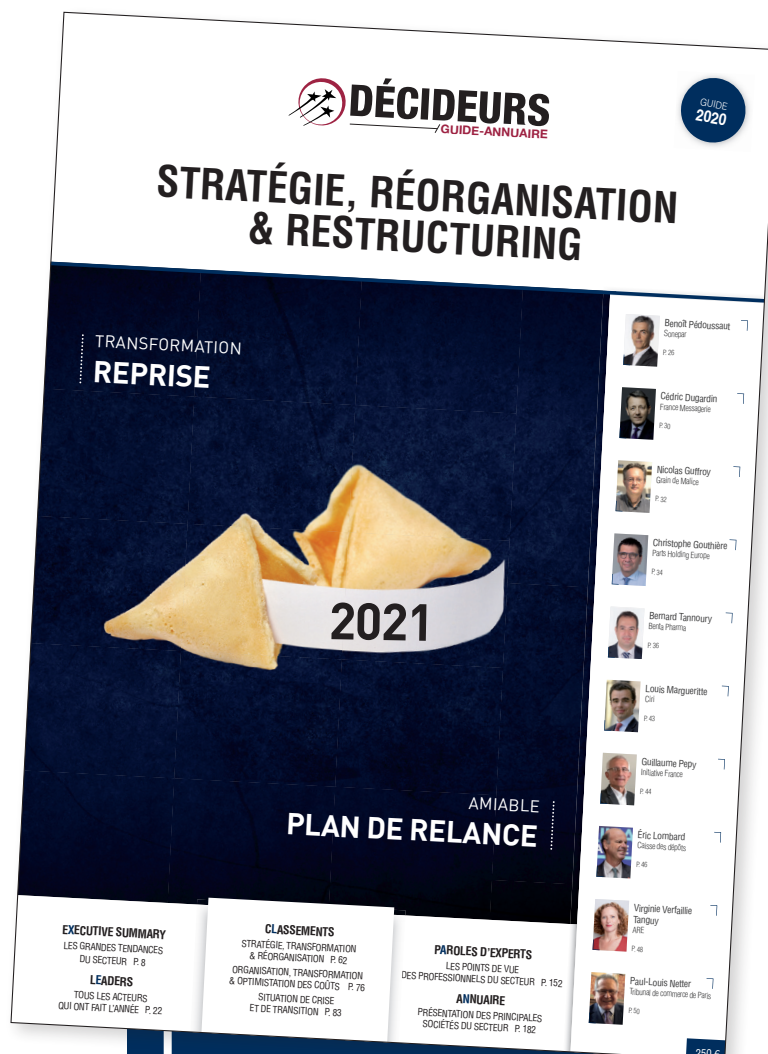 DÉCIDEURS
/GUIDE-ANNUAIRE
GUIDE
2020
STRATÉGIE, RÉORGANISATION
& RESTRUCTURING
TRANSFORMATION
REPRISE
2021
AMIABLE
PLAN DE RELANCE
Benoît Pédoussaut
Sonepar
P. 26
Cédric Dugardin
France Messagerie
P. 30
Nicolas Guffroy
Grain de Malice
P. 32
Christophe Gouthière
Parts Holding Europe
P. 34
Bernard Tannoury
Benta Pharma
P. 36
Louis Margueritte
Ciri
P. 43
Guillaume Pepy
Initiative France
P. 44
Éric Lombard
Caisse des dépôts
P. 46
Virginie Verfaillie
Tanguy
ARE
P. 48
Paul-Louis Netter
Tribunal de commerce de Paris
P. 50
EXECUTIVE SUMMARY
LES GRANDES TENDANCES
DU SECTEUR P. 8
LEADERS
TOUS LES ACTEURS
QUI ONT FAIT L'ANNÉE P. 22
CLASSEMENTS
STRATÉGIE, TRANSFORMATION
& RÉORGANISATION P. 62
ORGANISATION, TRANSFORMATION
& OPTIMISTATION DES COÛTS P. 76
SITUATION DE CRISE
ET DE TRANSITION P. 83
PAROLES D'EXPERTS
LES POINTS DE VUE
DES PROFESSIONNELS DU SECTEUR P. 152
ANNUAIRE
PRÉSENTATION DES PRINCIPALES
SOCIÉTÉS DU SECTEUR P. 182
250 €